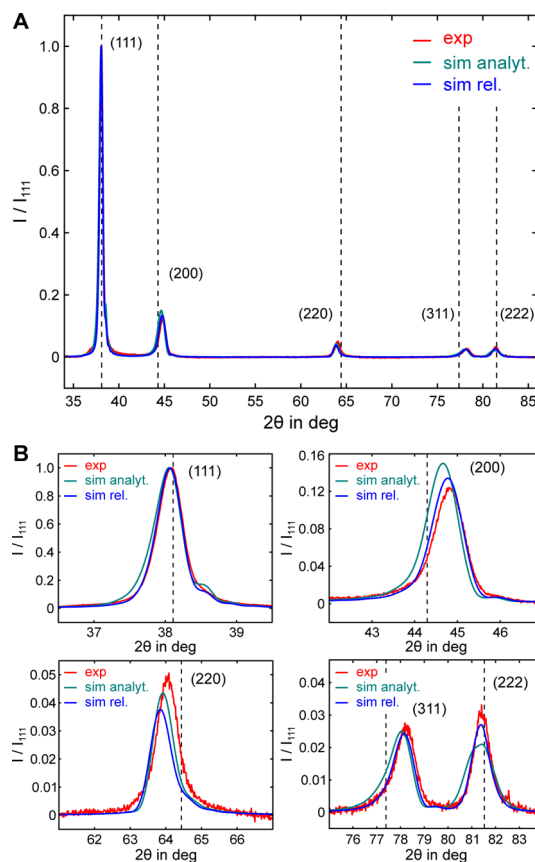 A
(111)
exp
sim analyt.
sim rel.
1.0
0.8
0.6
0.4
0.2
0
I / I111
(200)
(220)
(311)
(222)
35 40 45 50 55 60 65 70 75 80 85
2θ in deg
B
exp
sim analyt.
sim rel.
(111)
1.0
0.8
0.6
0.4
0.2
0
I / I111
37 38 39
2θ in deg
exp
sim analyt.
sim rel.
(200)
0.16
0.12
0.08
0.04
0
I / I111
43 44 45 46
2θ in deg
exp
sim analyt.
sim rel.
(220)
0.05
0.04
0.03
0.02
0.01
0
I / I111
62 63 64 65 66
2θ in deg
exp
sim analyt.
sim rel.
(311)
(222)
0.04
0.03
0.02
0.01
0
I / I111
75 76 77 78 79 80 81 82 83
2θ in deg